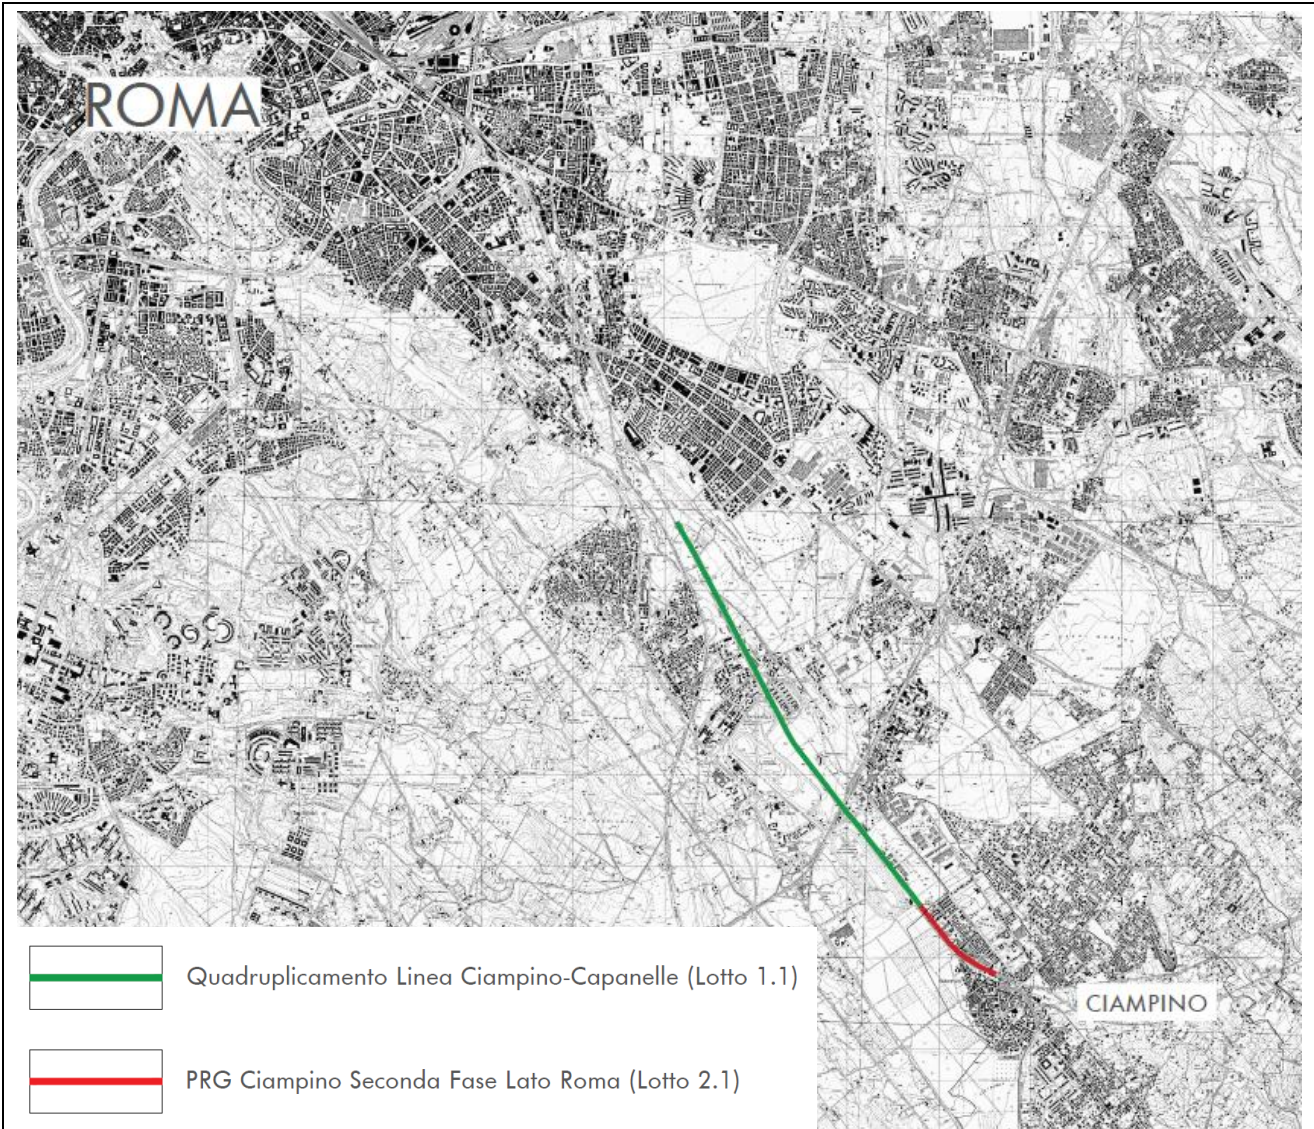 ROMA
CIAMPINO
Quadruplicamento Linea Ciampino-Capanelle (Lotto 1.1)
PRG Ciampino Seconda Fase Lato Roma (Lotto 2.1)